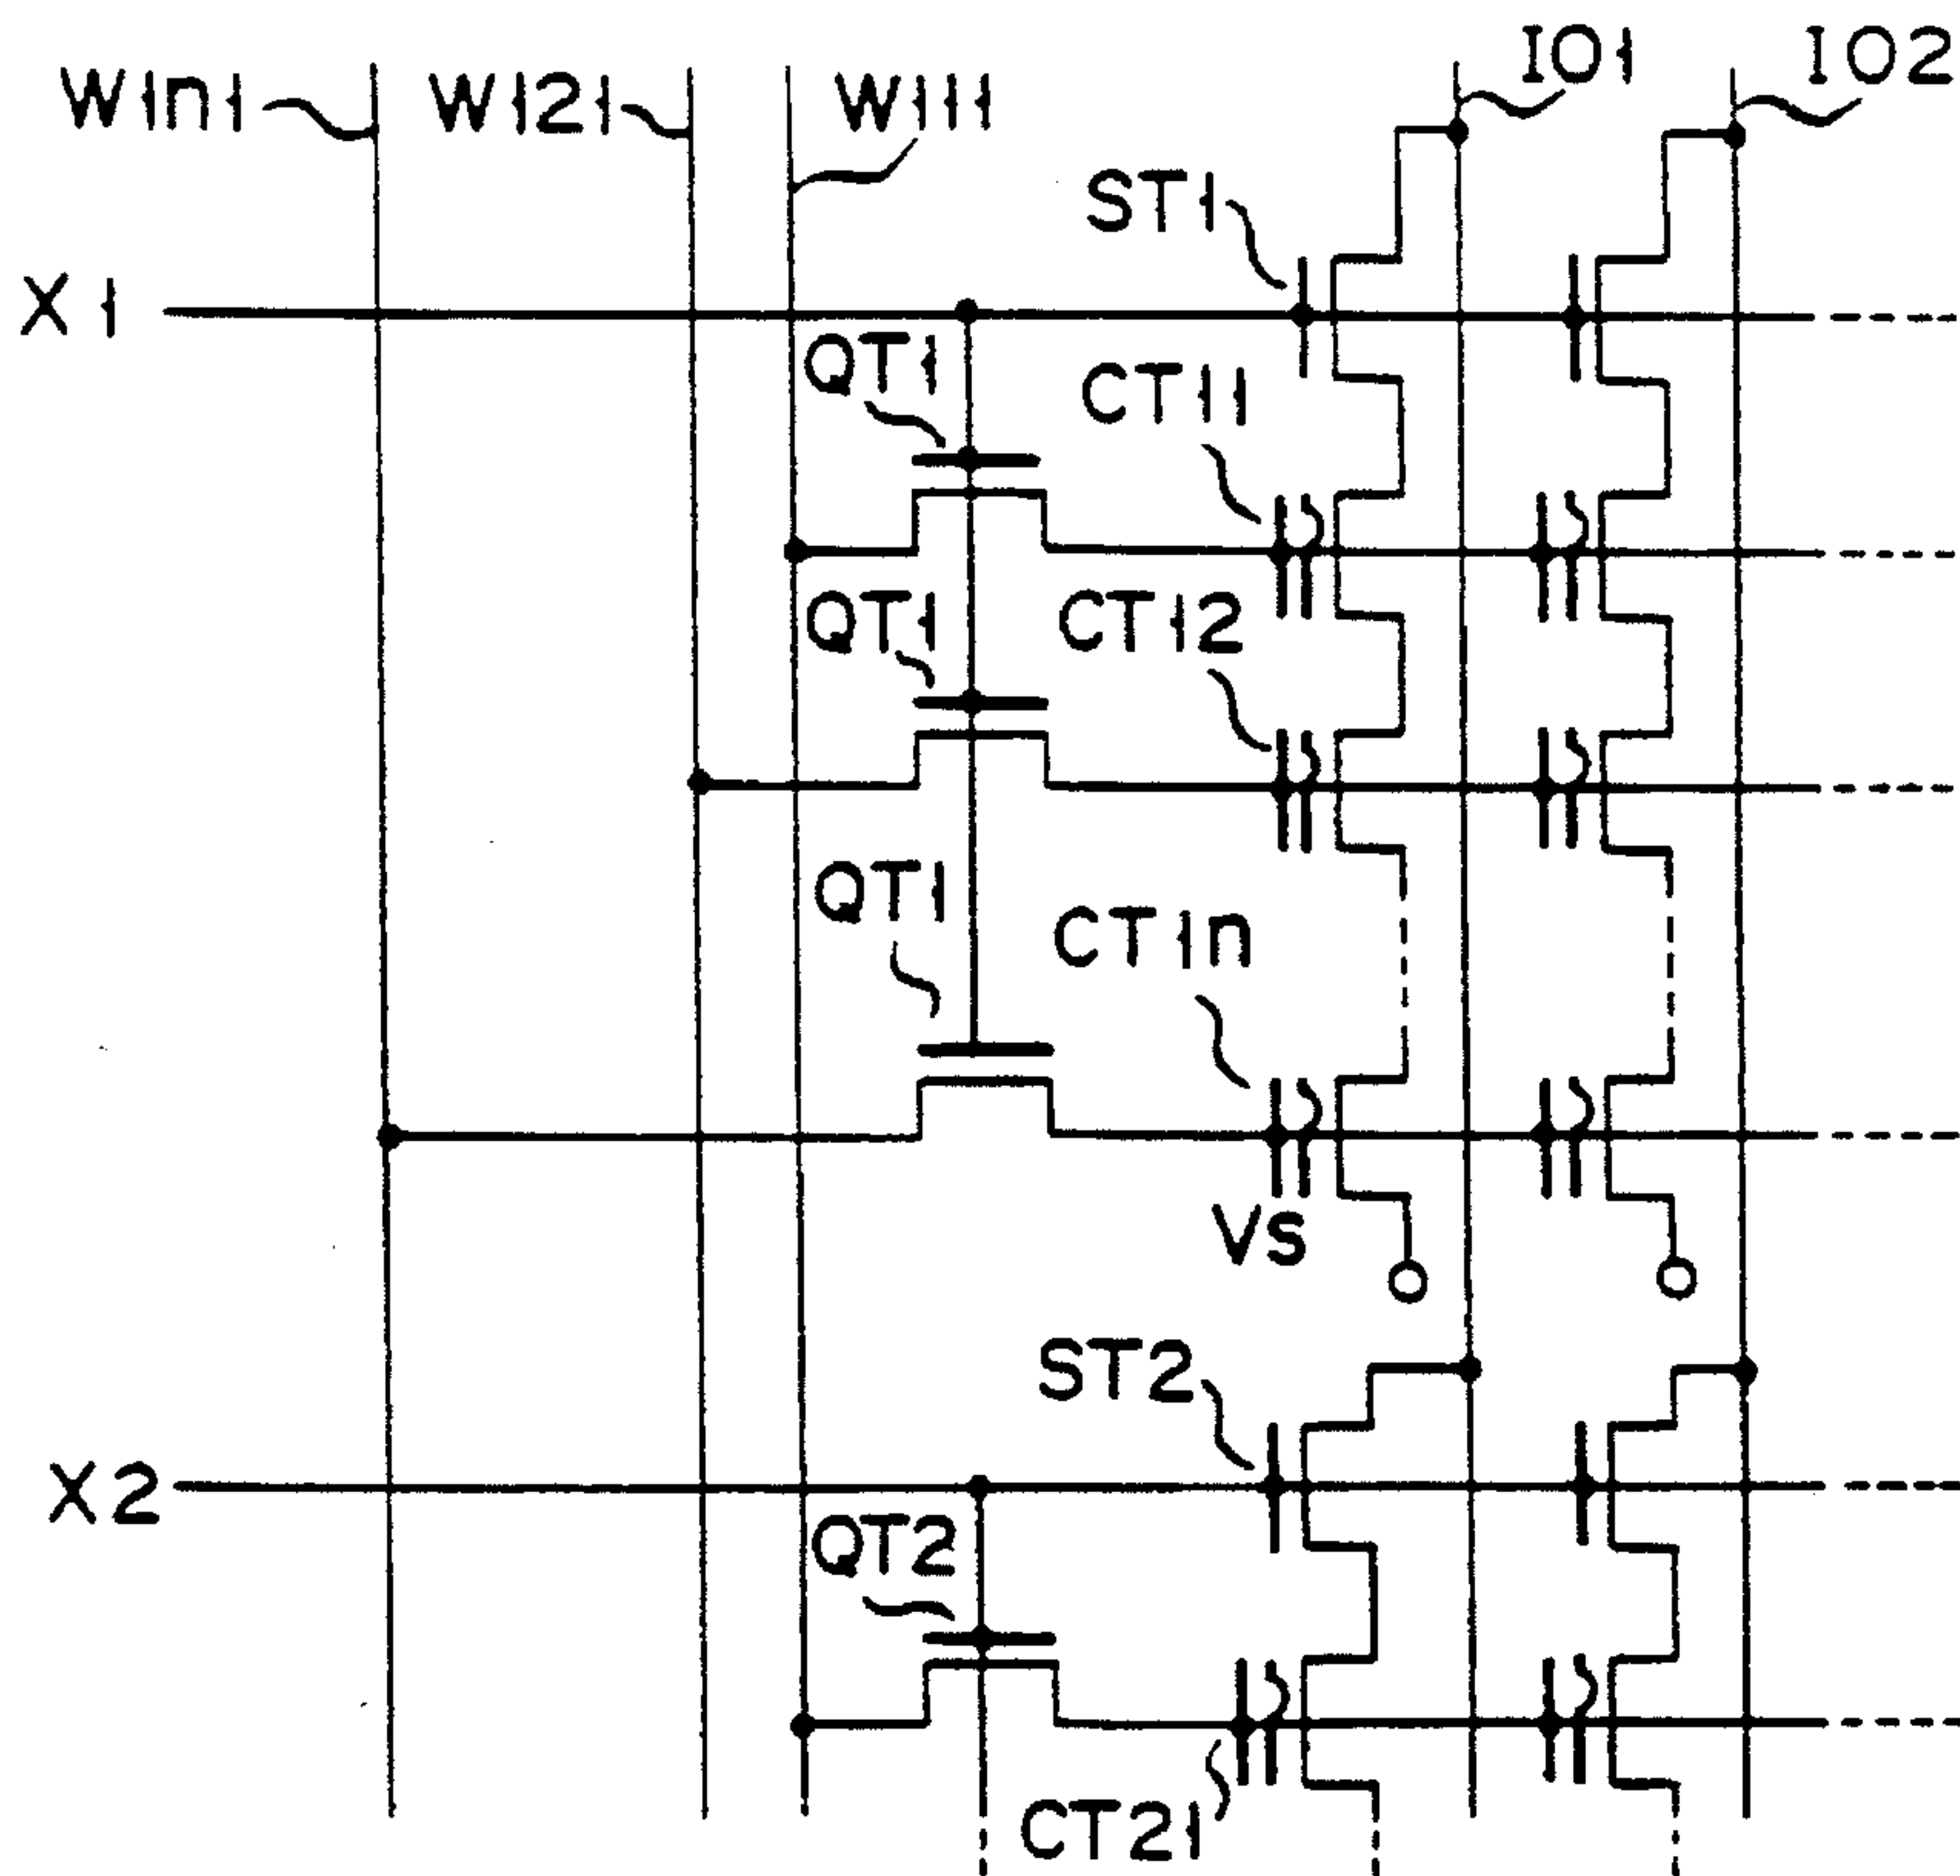 W1n1 W121 W111 IO1 IO2
ST1
X1
QT1
CT11
QT1 CT12
QT1
CT1n
Vs
ST2
X2
QT2
CT21